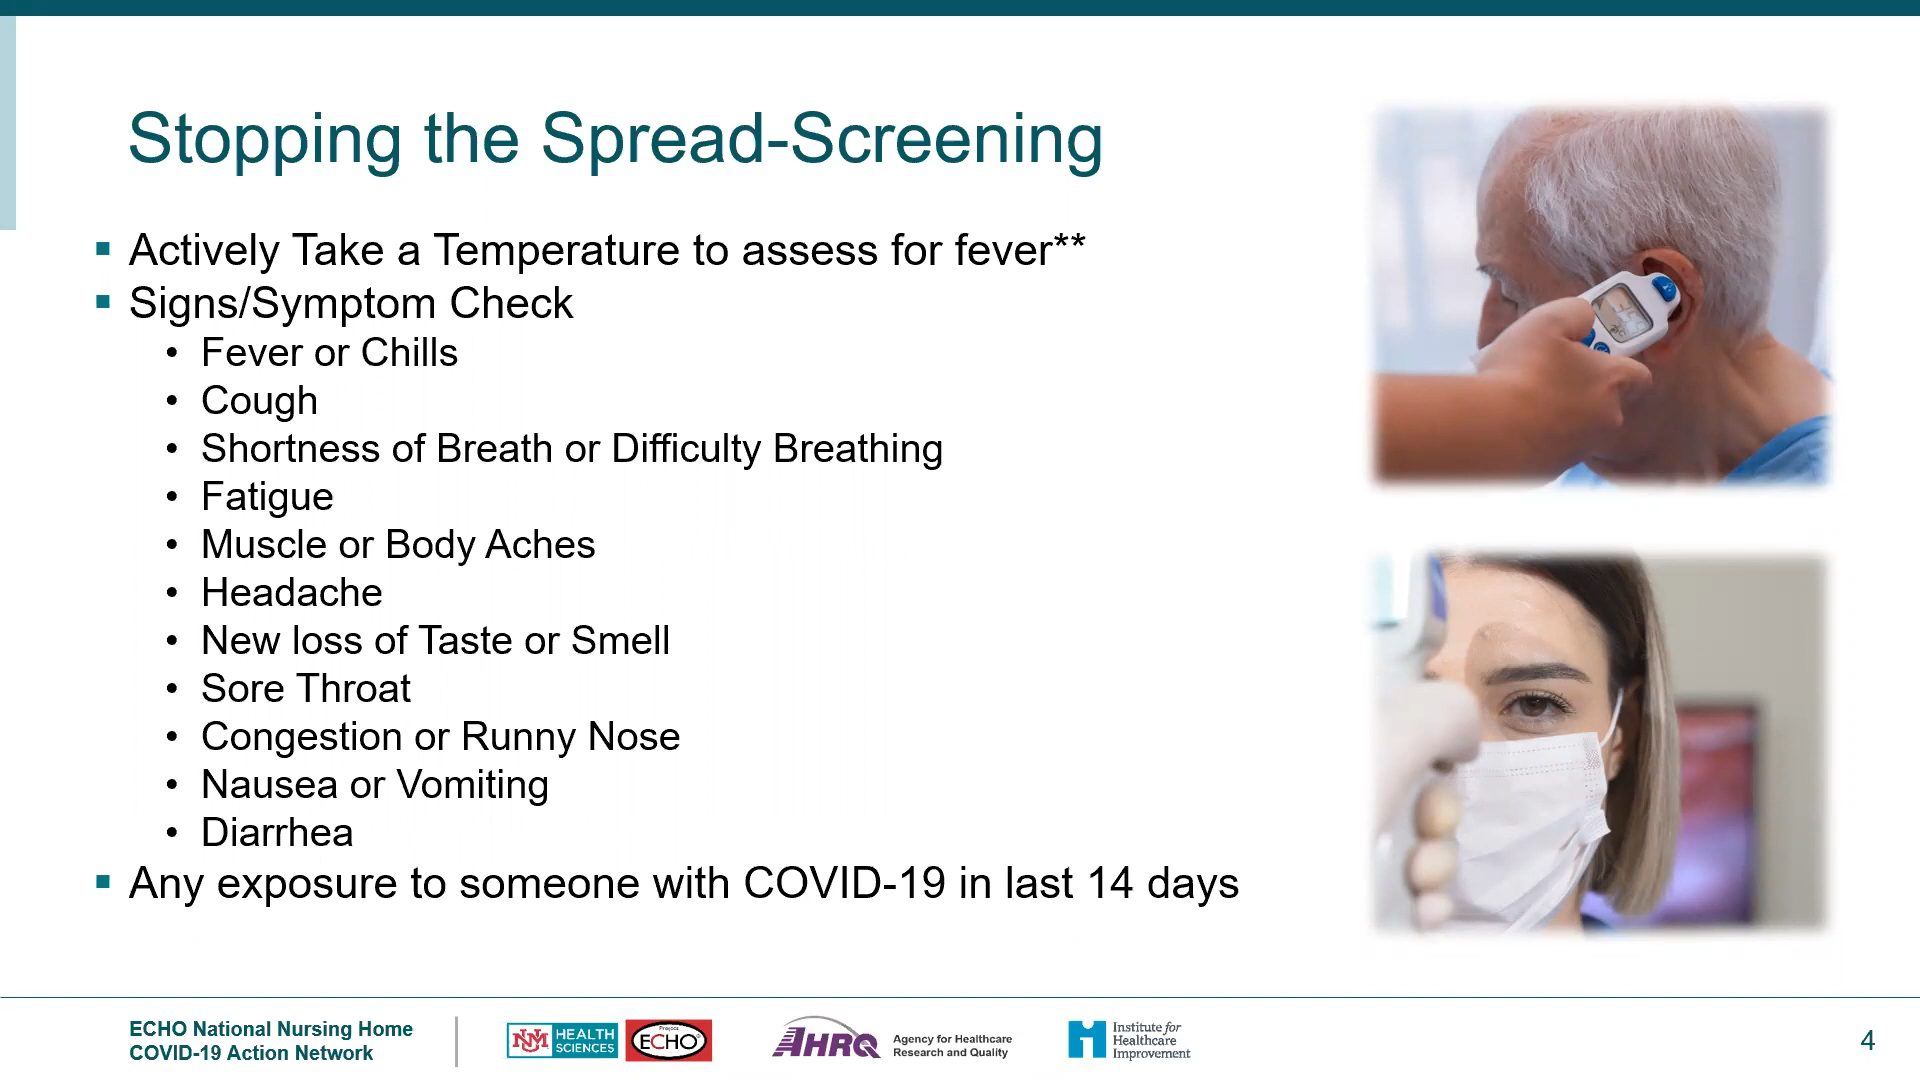 Stopping the Spread-Screening
▪ Actively Take a Temperature to assess for fever**
▪ Signs/Symptom Check
• Fever or Chills
• Cough
• Shortness of Breath or Difficulty Breathing
• Fatigue
• Muscle or Body Aches
• Headache
• New loss of Taste or Smell
• Sore Throat
• Congestion or Runny Nose
• Nausea or Vomiting
• Diarrhea
▪ Any exposure to someone with COVID-19 in last 14 days
ECHO National Nursing Home
COVID-19 Action Network
NM HEALTH
SCIENCES
Project
ECHO®
AHRQ
Agency for Healthcare
Research and Quality
Institute for
Healthcare
Improvement
4